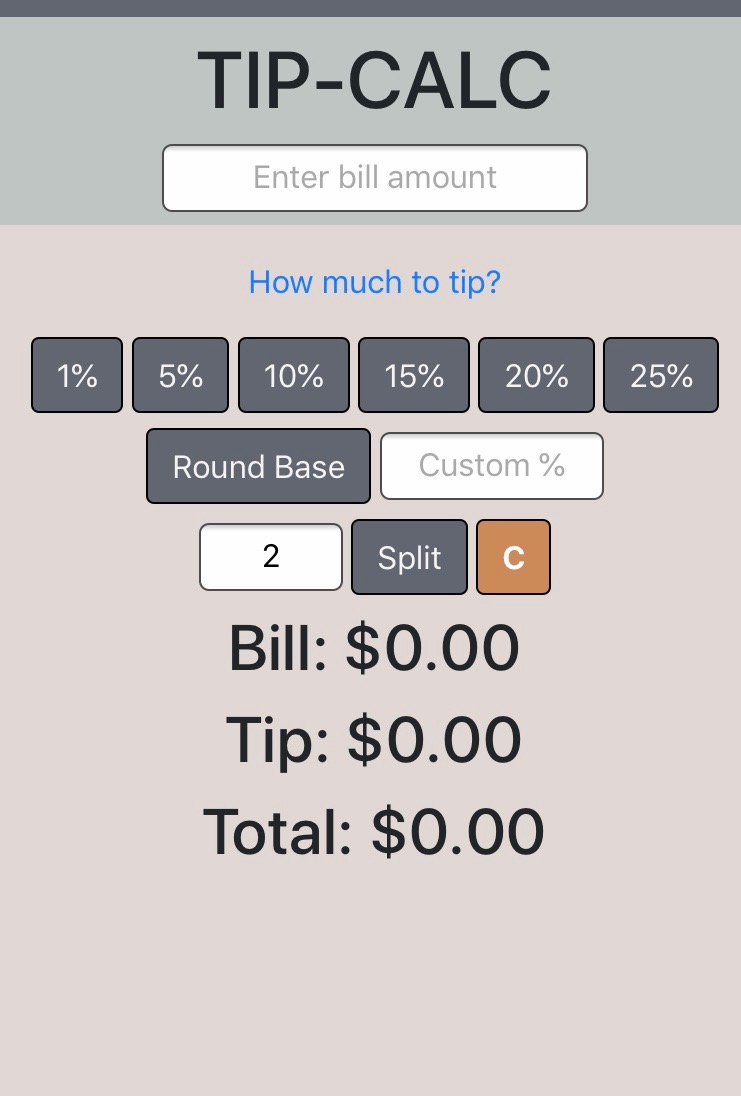 TIP-CALC
Enter bill amount
How much to tip?
1% 5% 10% 15% 20% 25%
Round Base Custom %
2 Split C
Bill: $0.00
Tip: $0.00
Total: $0.00